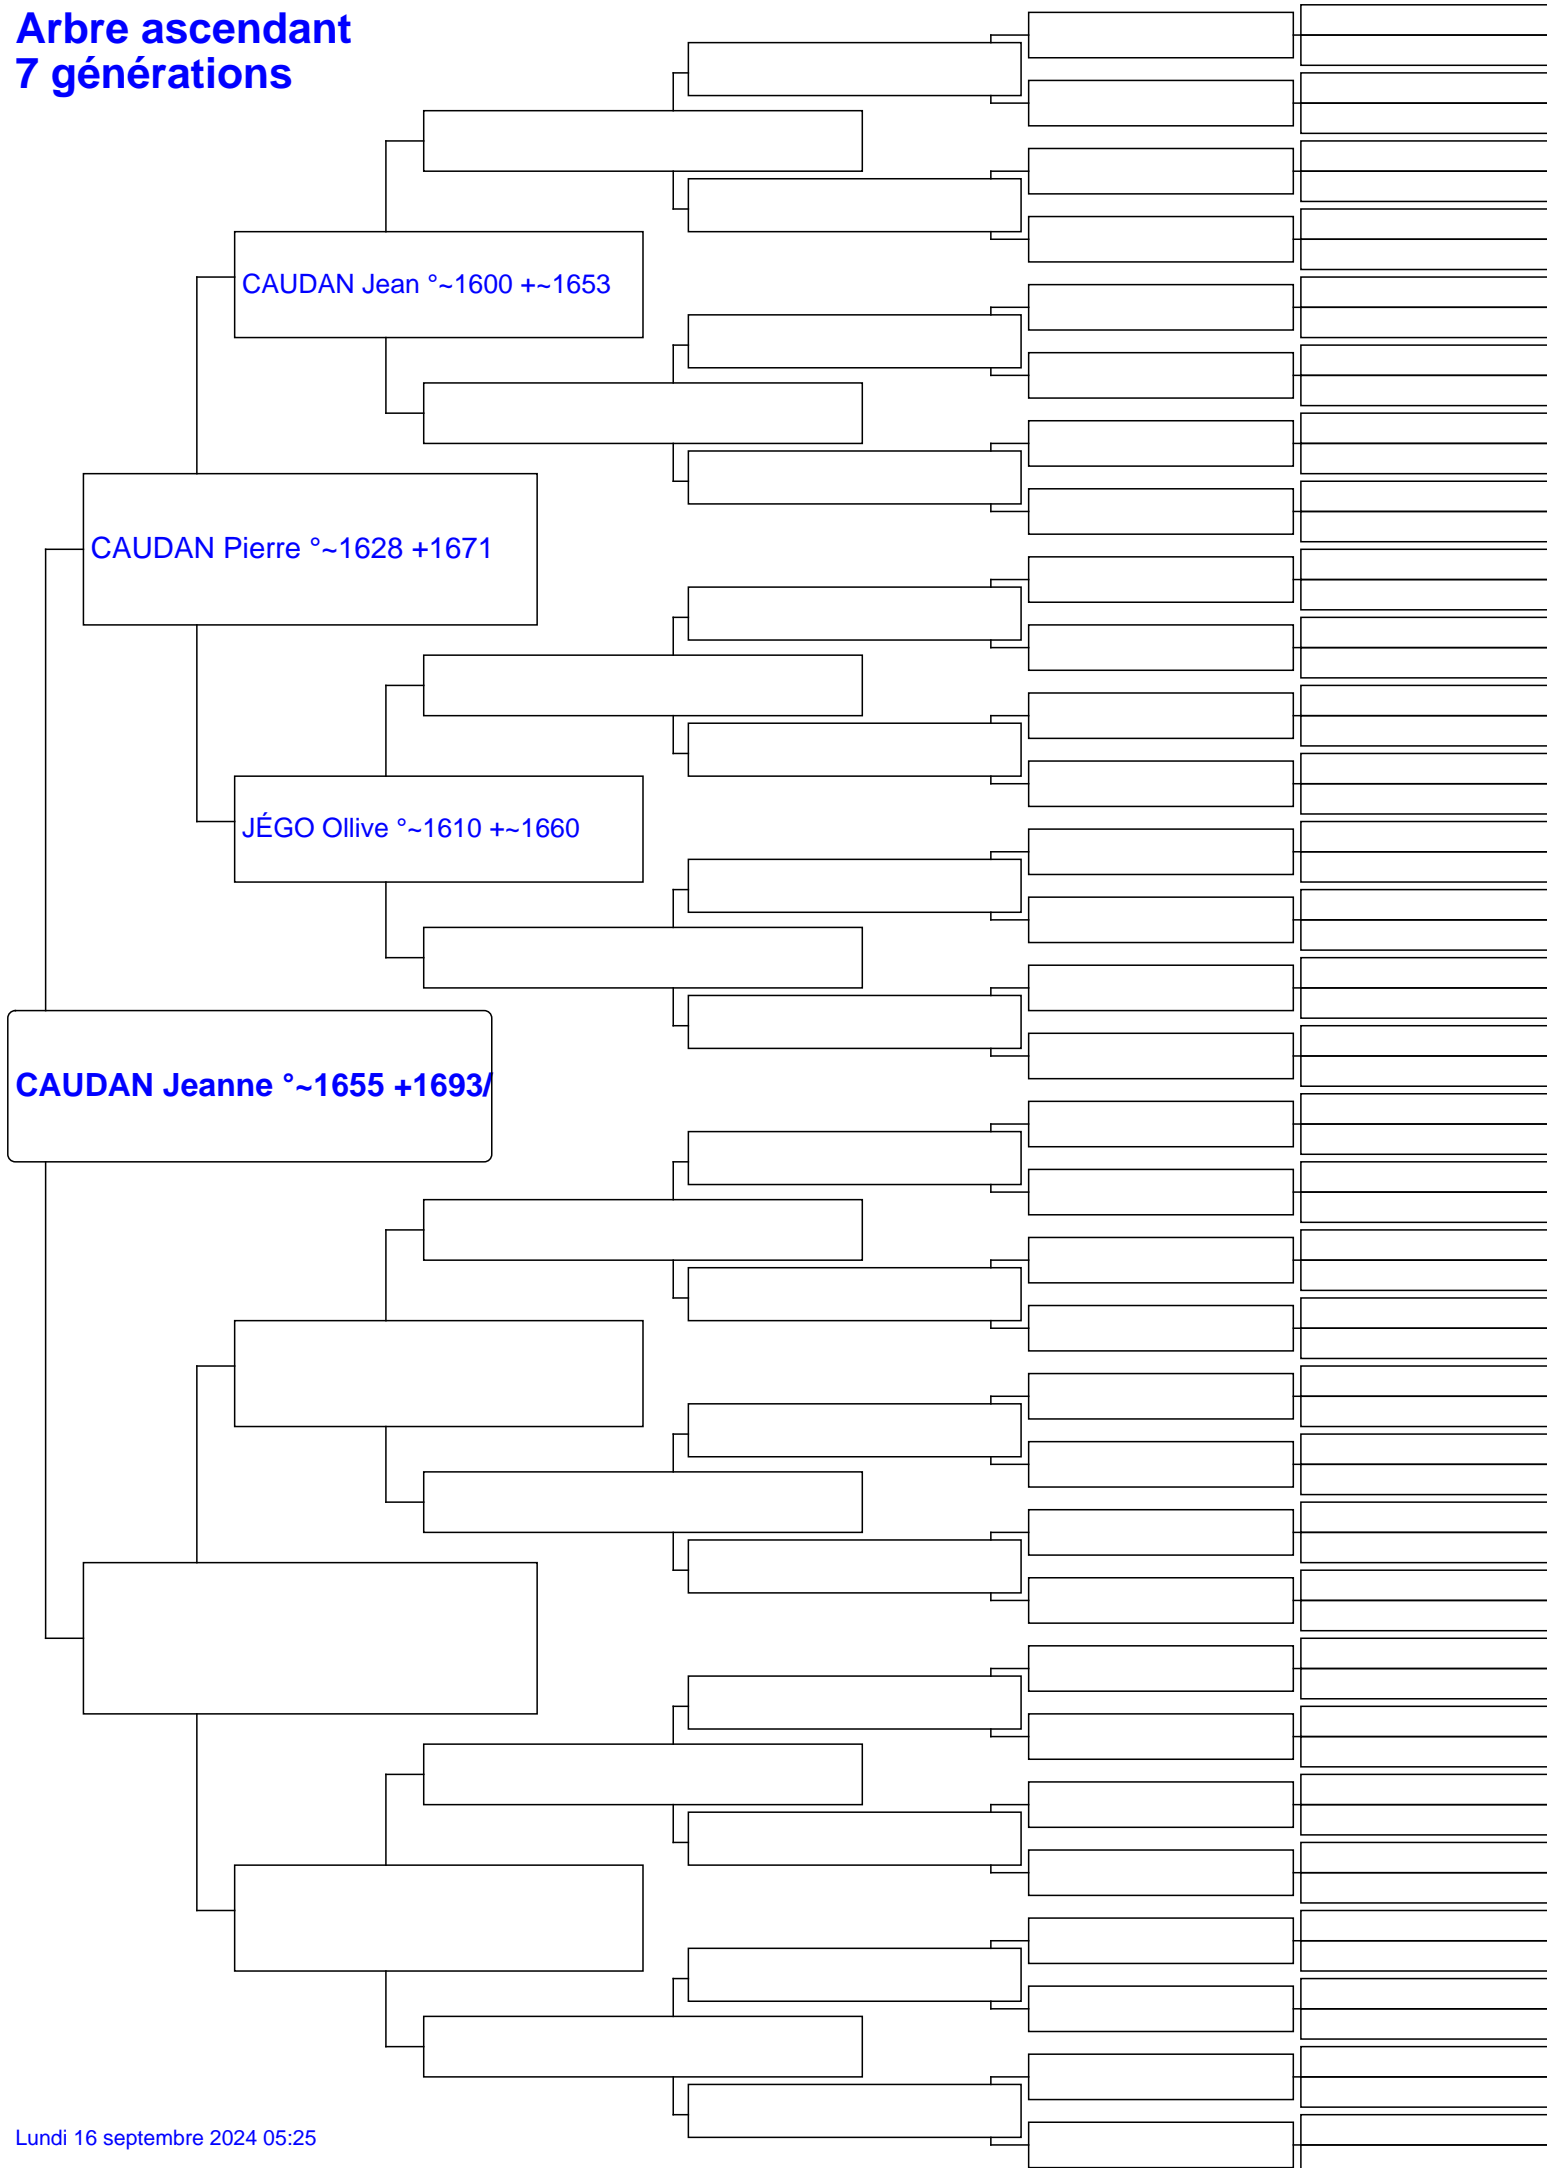 Arbre ascendant
7 générations
CAUDAN Jean °~1600 +~1653
CAUDAN Pierre °~1628 +1671
JÉGO Ollive °~1610 +~1660
CAUDAN Jeanne °~1655 +1693/
Lundi 16 septembre 2024 05:25